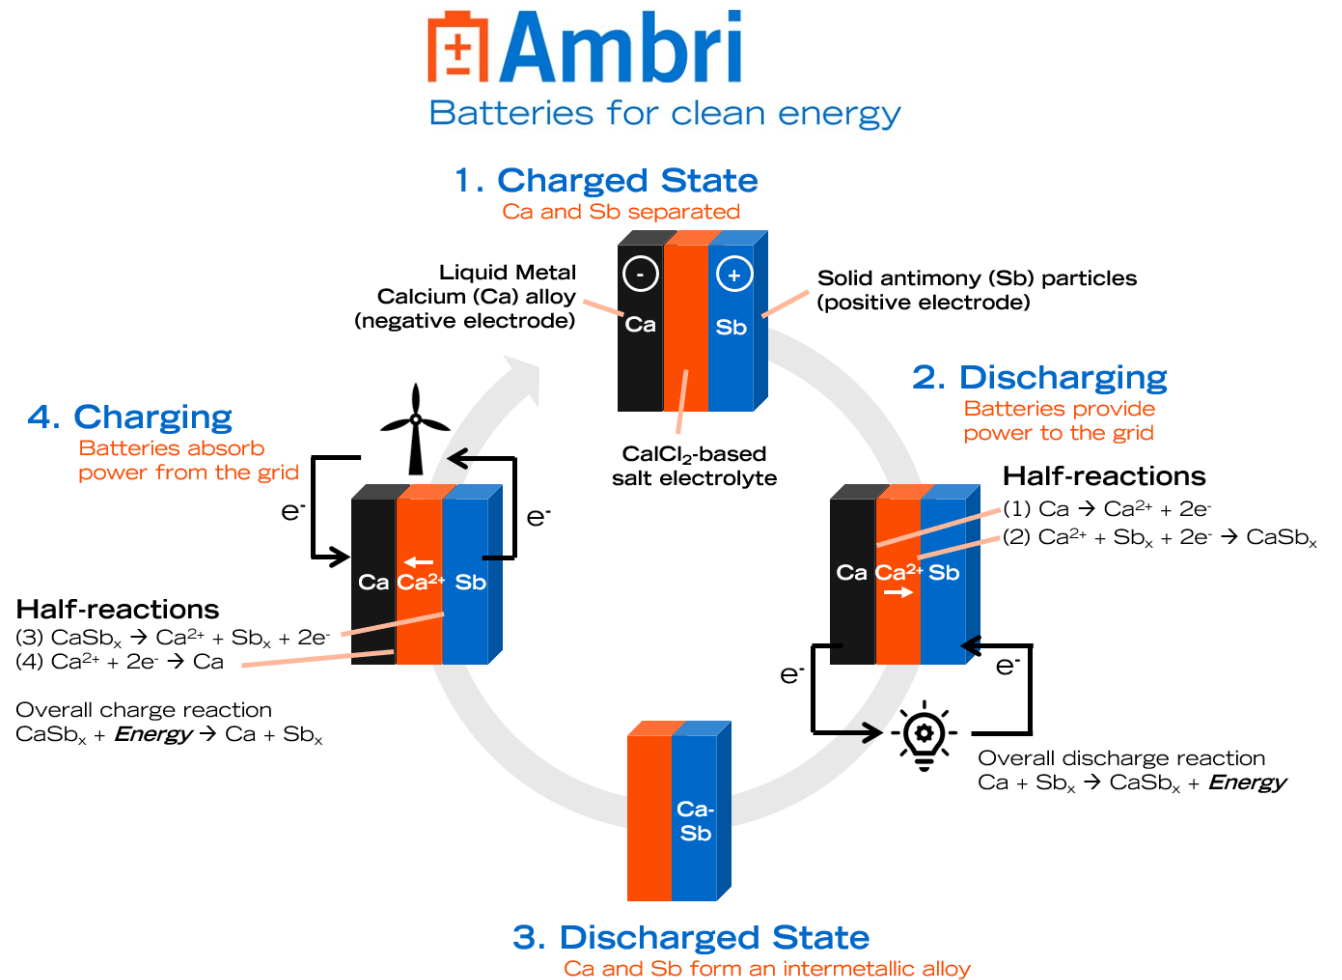 Ambri
Batteries for clean energy
1. Charged State
Ca and Sb separated
Liquid Metal
Calcium (Ca) alloy
(negative electrode)
-
+
Ca
Sb
Solid antimony (Sb) particles
(positive electrode)
CalCl₂-based
salt electrolyte
2. Discharging
Batteries provide
power to the grid
Half-reactions
(1) Ca → Ca²⁺ + 2e⁻
(2) Ca²⁺ + Sbₓ + 2e⁻ → CaSbₓ
Ca
Ca²⁺
Sb
e⁻
e⁻
Overall discharge reaction
Ca + Sbₓ → CaSbₓ + Energy
3. Discharged State
Ca and Sb form an intermetallic alloy
Ca-
Sb
4. Charging
Batteries absorb
power from the grid
e⁻
e⁻
Ca
Ca²⁺
Sb
Half-reactions
(3) CaSbₓ → Ca²⁺ + Sbₓ + 2e⁻
(4) Ca²⁺ + 2e⁻ → Ca
Overall charge reaction
CaSbₓ + Energy → Ca + Sbₓ